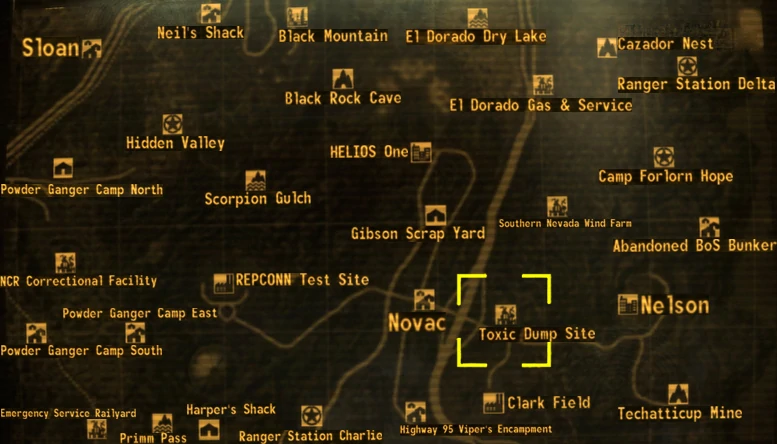 Neil's Shack
Black Mountain
El Dorado Dry Lake
Sloan
Cazador Nest
Black Rock Cave
El Dorado Gas & Service
Ranger Station Delta
Hidden Valley
HELIOS One
Powder Ganger Camp North
Scorpion Gulch
Camp Forlorn Hope
Gibson Scrap Yard
Southern Nevada Wind Farm
Abandoned BoS Bunker
NCR Correctional Facility
REPCONN Test Site
Powder Ganger Camp East
Novac
Toxic Dump Site
Nelson
Powder Ganger Camp South
Emergency Service Railyard
Harper's Shack
Clark Field
Techatticup Mine
Primm Pass
Ranger Station Charlie
Highway 95 Viper's Encampment